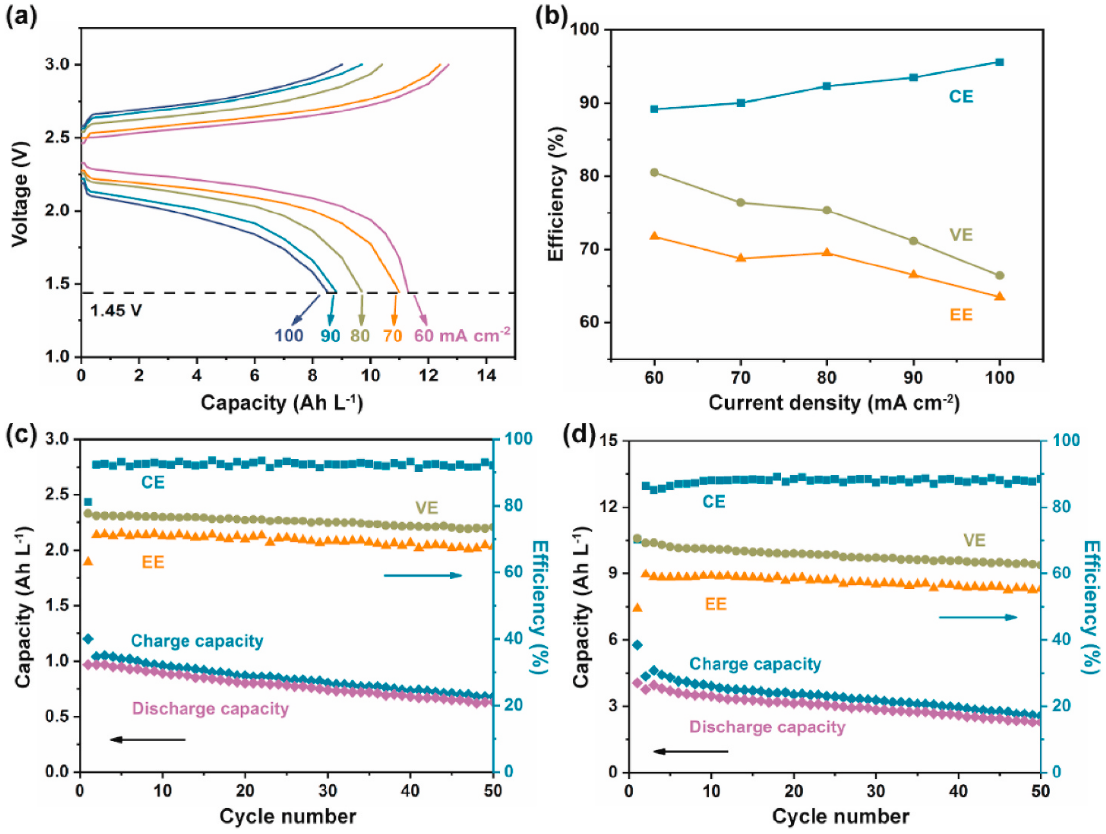 (a)
Voltage (V)
3.0
2.5
2.0
1.5
1.0
1.45 V
100 90 80 70 60 mA cm⁻²
0 2 4 6 8 10 12 14
Capacity (Ah L⁻¹)
(b)
Efficiency (%)
100
90
80
70
60
CE
VE
EE
60 70 80 90 100
Current density (mA cm⁻²)
(c)
Capacity (Ah L⁻¹)
3.0
2.5
2.0
1.5
1.0
0.5
0.0
CE
VE
EE
Charge capacity
Discharge capacity
0 10 20 30 40 50
Cycle number
100
80
60
40
20
0
Efficiency (%)
(d)
Capacity (Ah L⁻¹)
15
12
9
6
3
0
CE
VE
EE
Charge capacity
Discharge capacity
0 10 20 30 40 50
Cycle number
100
80
60
40
20
0
Efficiency (%)